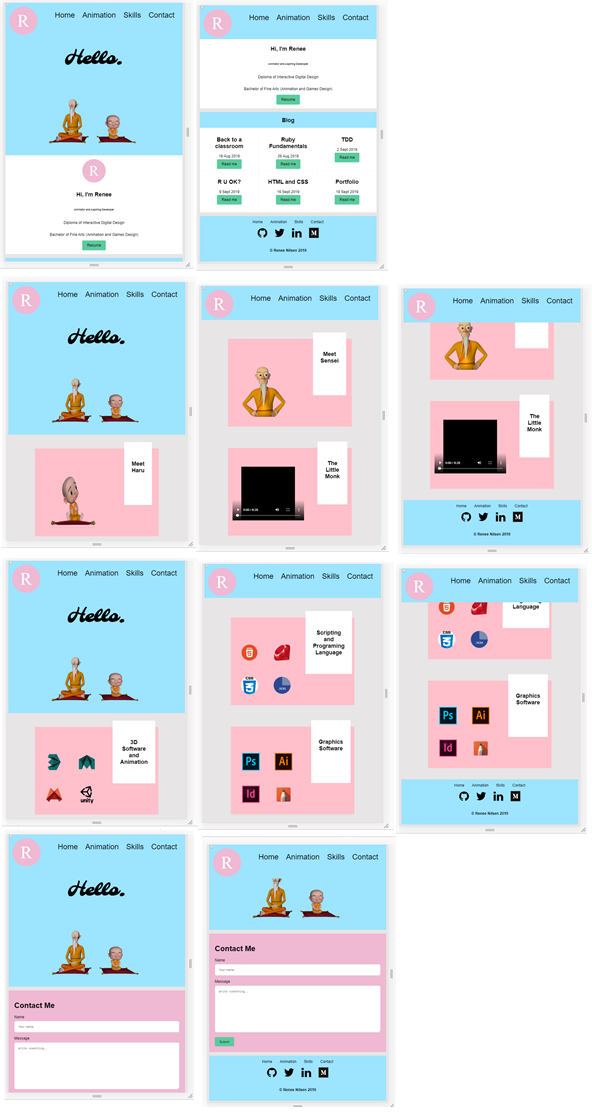 R Home Animation Skills Contact
Hello.
R
Hi, I'm Renee
Animator and aspiring Developer
Diploma of Interactive Digital Design
Bachelor of Fine Arts (Animation and Games Design)
Resume
R Home Animation Skills Contact
Hi, I'm Renee
Animator and aspiring Developer
Diploma of Interactive Digital Design
Bachelor of Fine Arts (Animation and Games Design)
Resume
Blog
Back to a classroom
19 Aug 2019
Read me
Ruby Fundamentals
26 Aug 2019
Read me
TDD
2 Sept 2019
Read me
R U OK?
9 Sept 2019
Read me
HTML and CSS
16 Sept 2019
Read me
Portfolio
19 Sept 2019
Read me
Home Animation Skills Contact
in M
© Renee Nilsen 2019
R Home Animation Skills Contact
Hello.
Meet
Haru
R Home Animation Skills Contact
Meet
Sensei
The
Little
Monk
0:00 / 0:25
R Home Animation Skills Contact
The
Little
Monk
0:00 / 0:25
Home Animation Skills Contact
in M
© Renee Nilsen 2019
R Home Animation Skills Contact
Hello.
3D
Software
and
Animation
unity
R Home Animation Skills Contact
Scripting
and
Programing
Language
CSS
JSON
Graphics
Software
Ps Ai
Id
R Home Animation Skills Contact
Language
CSS
JSON
Graphics
Software
Ps Ai
Id
Home Animation Skills Contact
in M
© Renee Nilsen 2019
R Home Animation Skills Contact
Hello.
Contact Me
Name
Your name..
Message
Write something..
R Home Animation Skills Contact
Contact Me
Name
Your name..
Message
Write something..
Submit
Home Animation Skills Contact
in M
© Renee Nilsen 2019